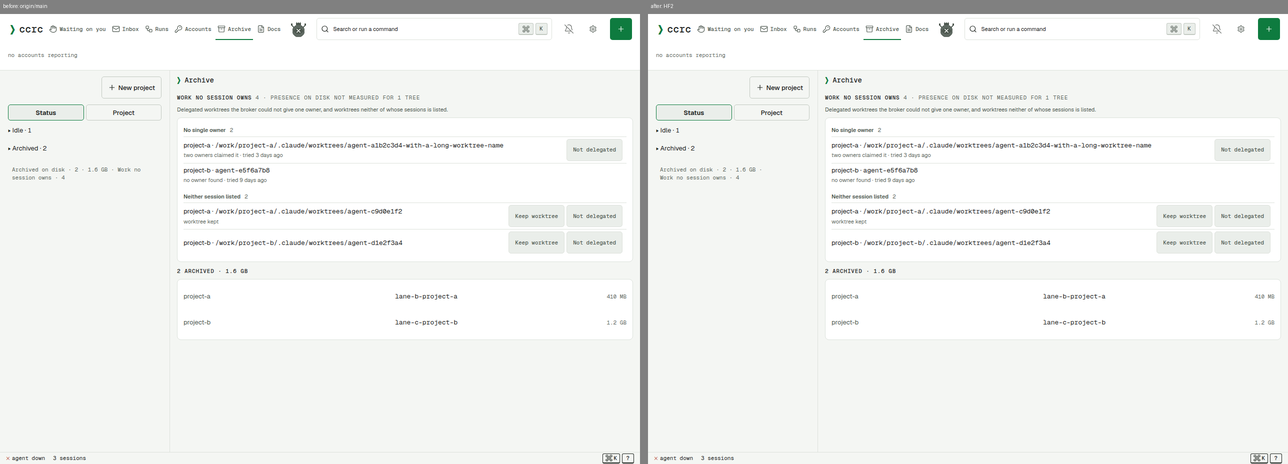 before origin/main
ccrc Waiting on you Inbox Runs Accounts Archive Docs Search or run a command ⌘ K +
no accounts reporting
+ New project
Status Project
▸ Idle · 1
▸ Archived · 2
Archived on disk · 2 · 1.6 GB · Work no
session owns · 4
Archive
WORK NO SESSION OWNS 4 · PRESENCE ON DISK NOT MEASURED FOR 1 TREE
Delegated worktrees the broker could not give one owner, and worktrees neither of whose sessions is listed.
No single owner 2
project-a · /work/project-a/.claude/worktrees/agent-a1b2c3d4-with-a-long-worktree-name Not delegated
two owners claimed it · tried 3 days ago
project-b · agent-e5f6a7b8
no owner found · tried 9 days ago
Neither session listed 2
project-a · /work/project-a/.claude/worktrees/agent-c9d0e1f2 Keep worktree Not delegated
worktree kept
project-b · /work/project-b/.claude/worktrees/agent-d1e2f3a4 Keep worktree Not delegated
2 ARCHIVED · 1.6 GB
project-a lane-b-project-a 410 MB
project-b lane-c-project-b 1.2 GB
× agent down 3 sessions ⌘K ?
after HF2
ccrc Waiting on you Inbox Runs Accounts Archive Docs Search or run a command ⌘ K +
no accounts reporting
+ New project
Status Project
▸ Idle · 1
▸ Archived · 2
Archived on disk · 2 · 1.6 GB ·
Work no session owns · 4
Archive
WORK NO SESSION OWNS 4 · PRESENCE ON DISK NOT MEASURED FOR 1 TREE
Delegated worktrees the broker could not give one owner, and worktrees neither of whose sessions is listed.
No single owner 2
project-a · /work/project-a/.claude/worktrees/agent-a1b2c3d4-with-a-long-worktree-name Not delegated
two owners claimed it · tried 3 days ago
project-b · agent-e5f6a7b8
no owner found · tried 9 days ago
Neither session listed 2
project-a · /work/project-a/.claude/worktrees/agent-c9d0e1f2 Keep worktree Not delegated
worktree kept
project-b · /work/project-b/.claude/worktrees/agent-d1e2f3a4 Keep worktree Not delegated
2 ARCHIVED · 1.6 GB
project-a lane-b-project-a 410 MB
project-b lane-c-project-b 1.2 GB
× agent down 3 sessions ⌘K ?